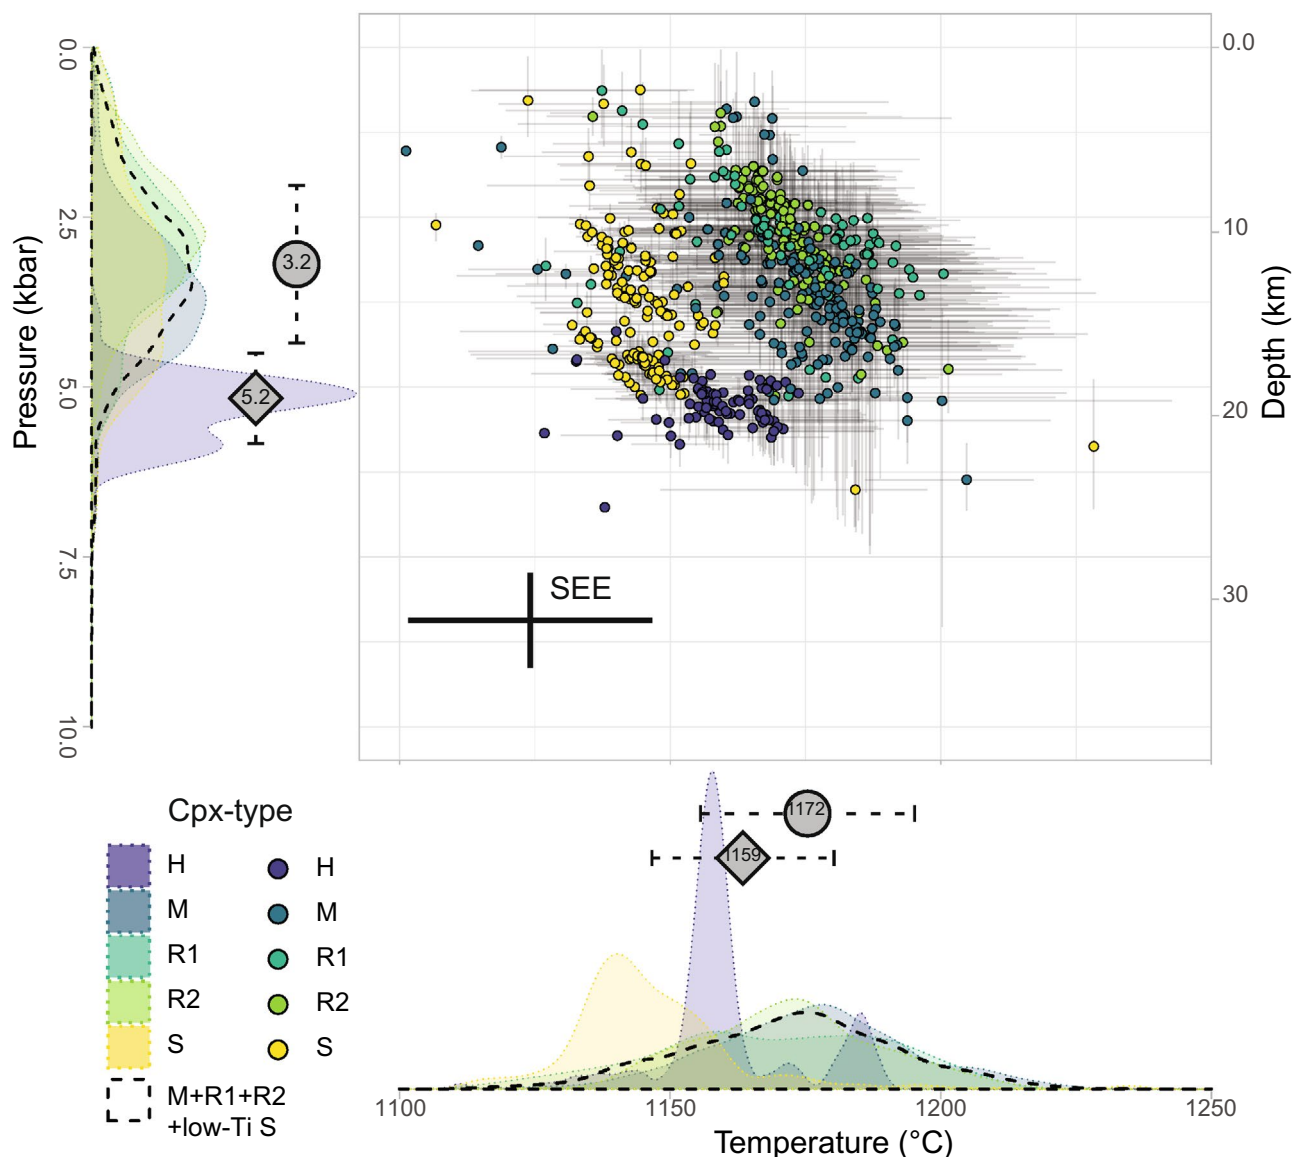 0.0
2.5
5.0
7.5
10.0
Pressure (kbar)
3.2
5.2
SEE
0.0
10
20
30
Depth (km)
Cpx-type
H
M
R1
R2
S
M+R1+R2
+low-Ti S
H
M
R1
R2
S
1172
1159
1100
1150
1200
1250
Temperature (°C)